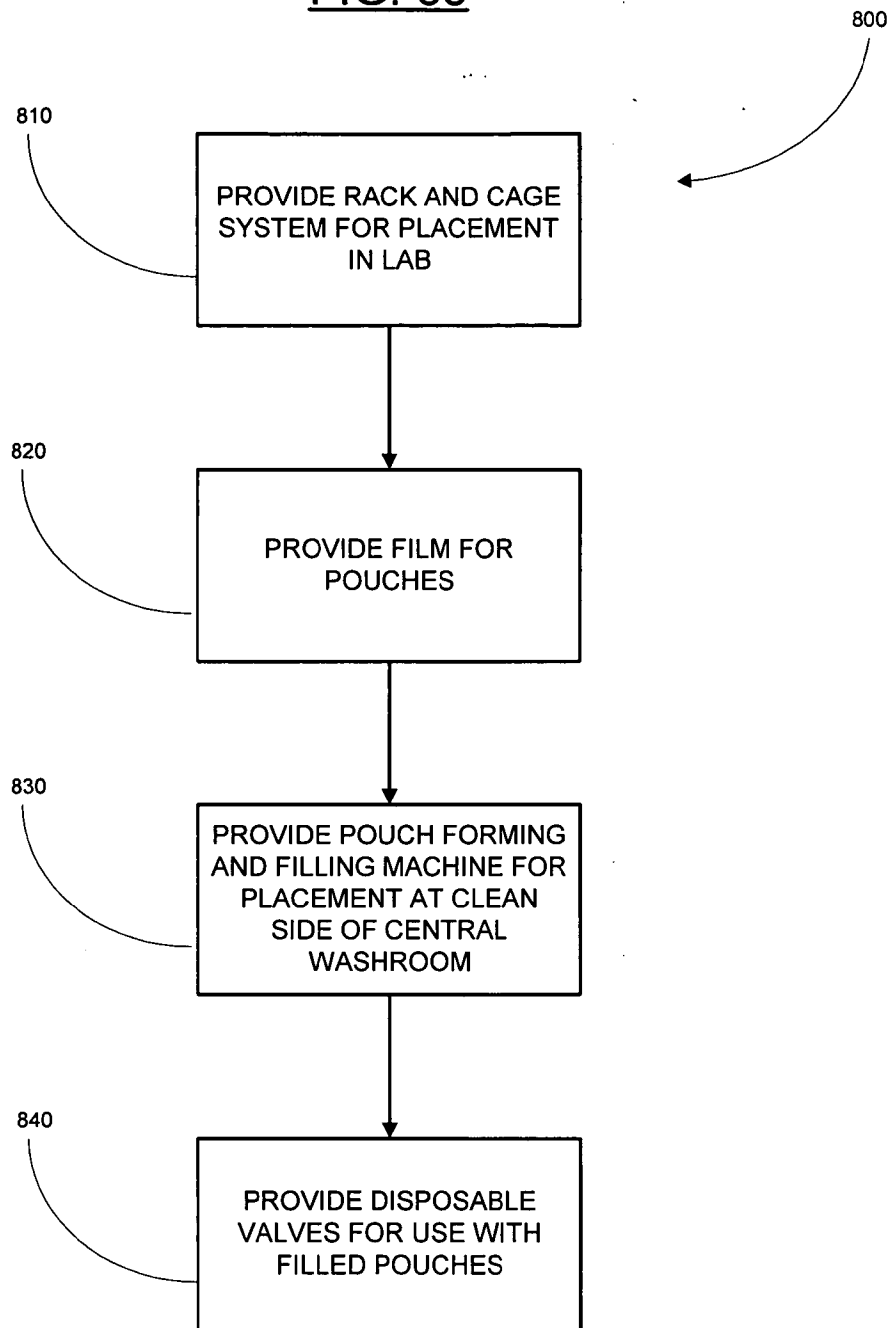 800
810
PROVIDE RACK AND CAGE
SYSTEM FOR PLACEMENT
IN LAB
820
PROVIDE FILM FOR
POUCHES
830
PROVIDE POUCH FORMING
AND FILLING MACHINE FOR
PLACEMENT AT CLEAN
SIDE OF CENTRAL
WASHROOM
840
PROVIDE DISPOSABLE
VALVES FOR USE WITH
FILLED POUCHES